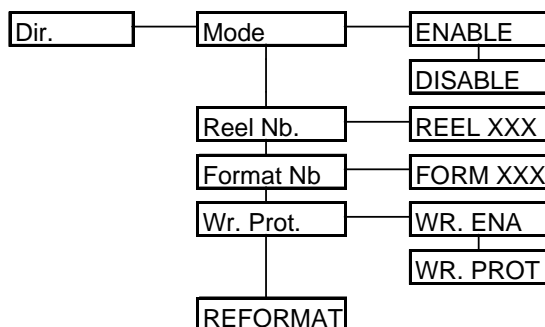 Dir.
Mode
ENABLE
DISABLE
Reel Nb.
REEL XXX
Format Nb
FORM XXX
Wr. Prot.
WR. ENA
WR. PROT
REFORMAT